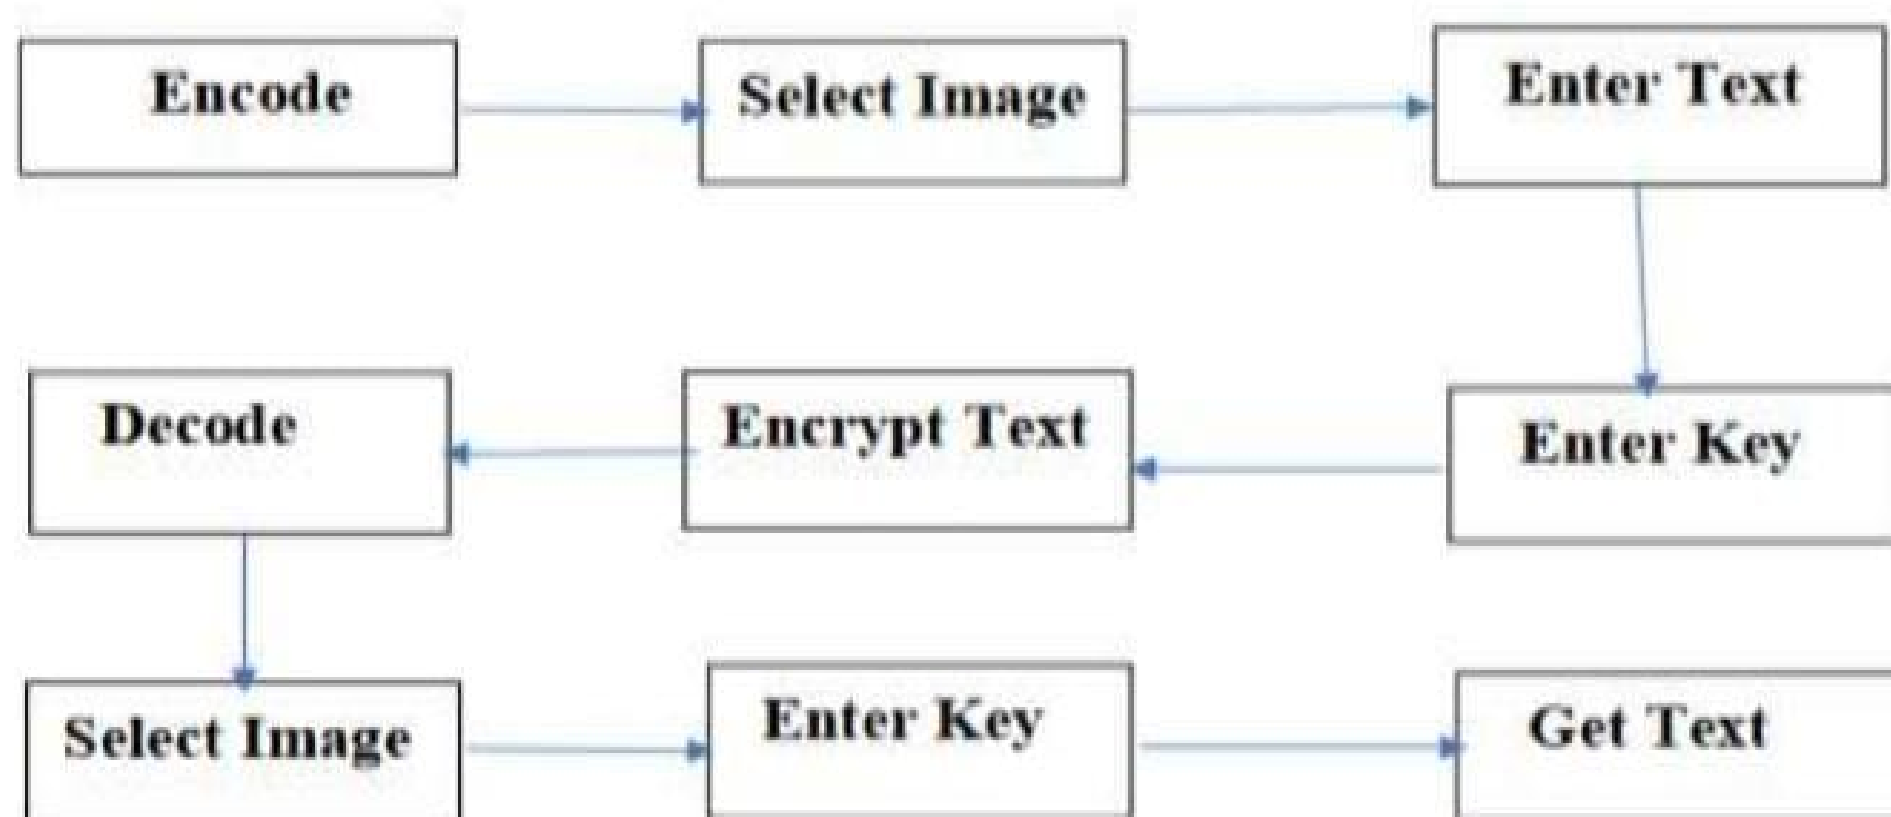 Encode
Select Image
Enter Text
Decode
Encrypt Text
Enter Key
Select Image
Enter Key
Get Text